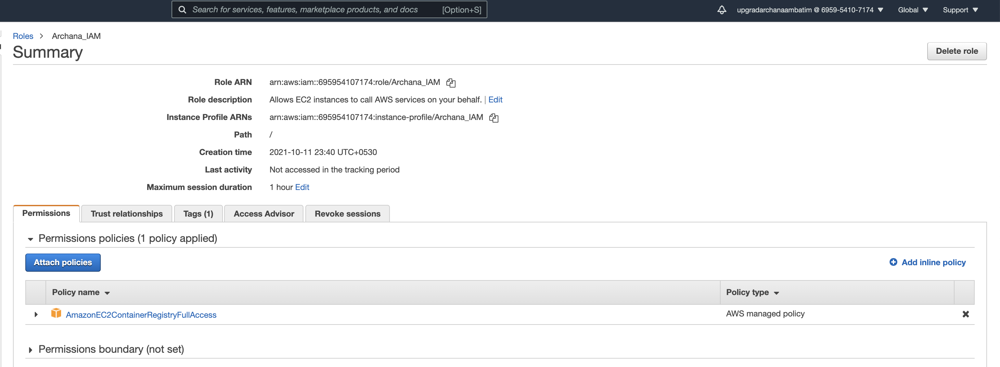 Search for services, features, marketplace products, and docs [Option+S] upgradarchanaambatim @ 6959-5410-7174 Global Support
Roles > Archana_IAM
Summary
Delete role
Role ARN arn:aws:iam::695954107174:role/Archana_IAM
Role description Allows EC2 instances to call AWS services on your behalf. | Edit
Instance Profile ARNs arn:aws:iam::695954107174:instance-profile/Archana_IAM
Path /
Creation time 2021-10-11 23:40 UTC+0530
Last activity Not accessed in the tracking period
Maximum session duration 1 hour Edit
Permissions Trust relationships Tags (1) Access Advisor Revoke sessions
Permissions policies (1 policy applied)
Attach policies Add inline policy
Policy name Policy type
AmazonEC2ContainerRegistryFullAccess AWS managed policy
Permissions boundary (not set)